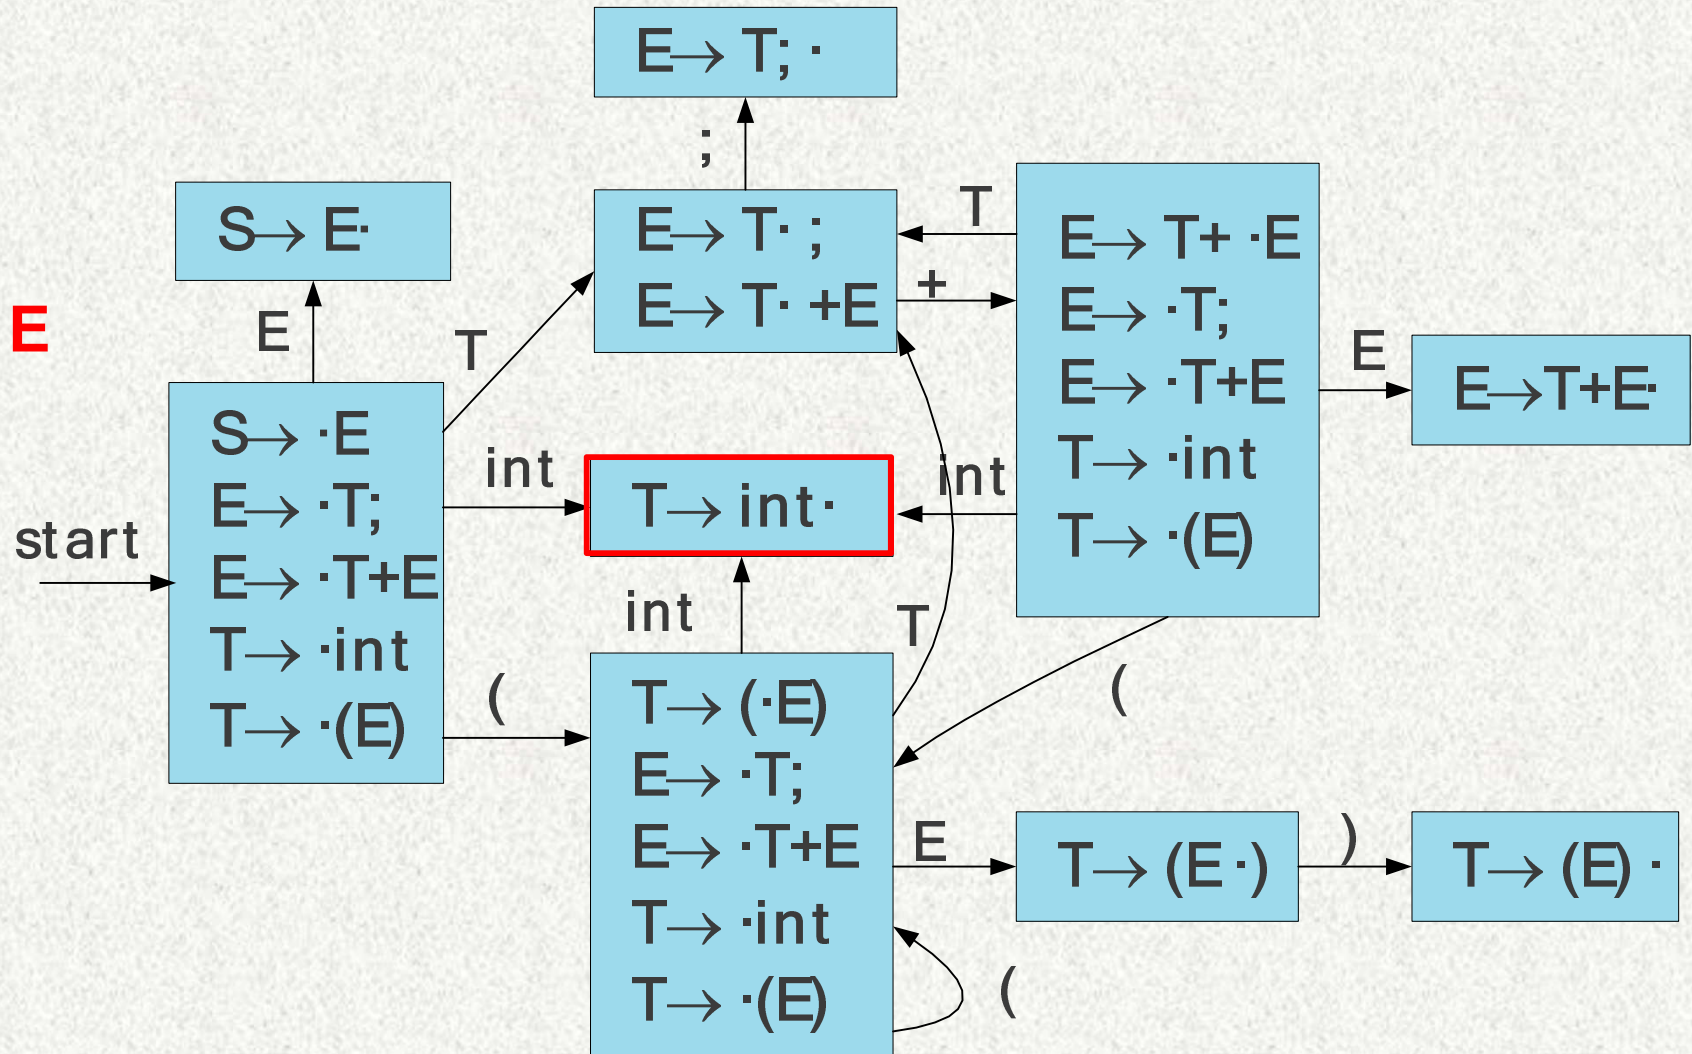 E→ T; ·
;
S→ E·
E→ T· ;
E→ T· +E
T
+
E→ T+ ·E
E→ ·T;
E→ ·T+E
T→ ·int
T→ ·(E)
E
E→T+E·
E
E
T
start
S→ ·E
E→ ·T;
E→ ·T+E
T→ ·int
T→ ·(E)
int
T→ int·
int
int
T
(
(
T→ (·E)
E→ ·T;
E→ ·T+E
T→ ·int
T→ ·(E)
E
T→ (E ·)
)
T→ (E) ·
(